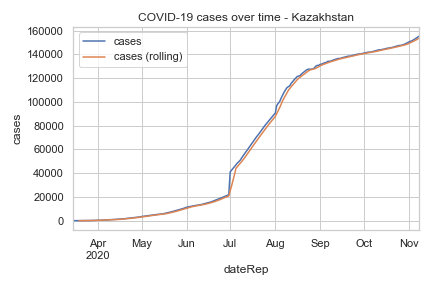 COVID-19 cases over time - Kazakhstan
cases
cases (rolling)
160000
140000
120000
100000
80000
60000
40000
20000
0
cases
Apr May Jun Jul Aug Sep Oct Nov
2020
dateRep